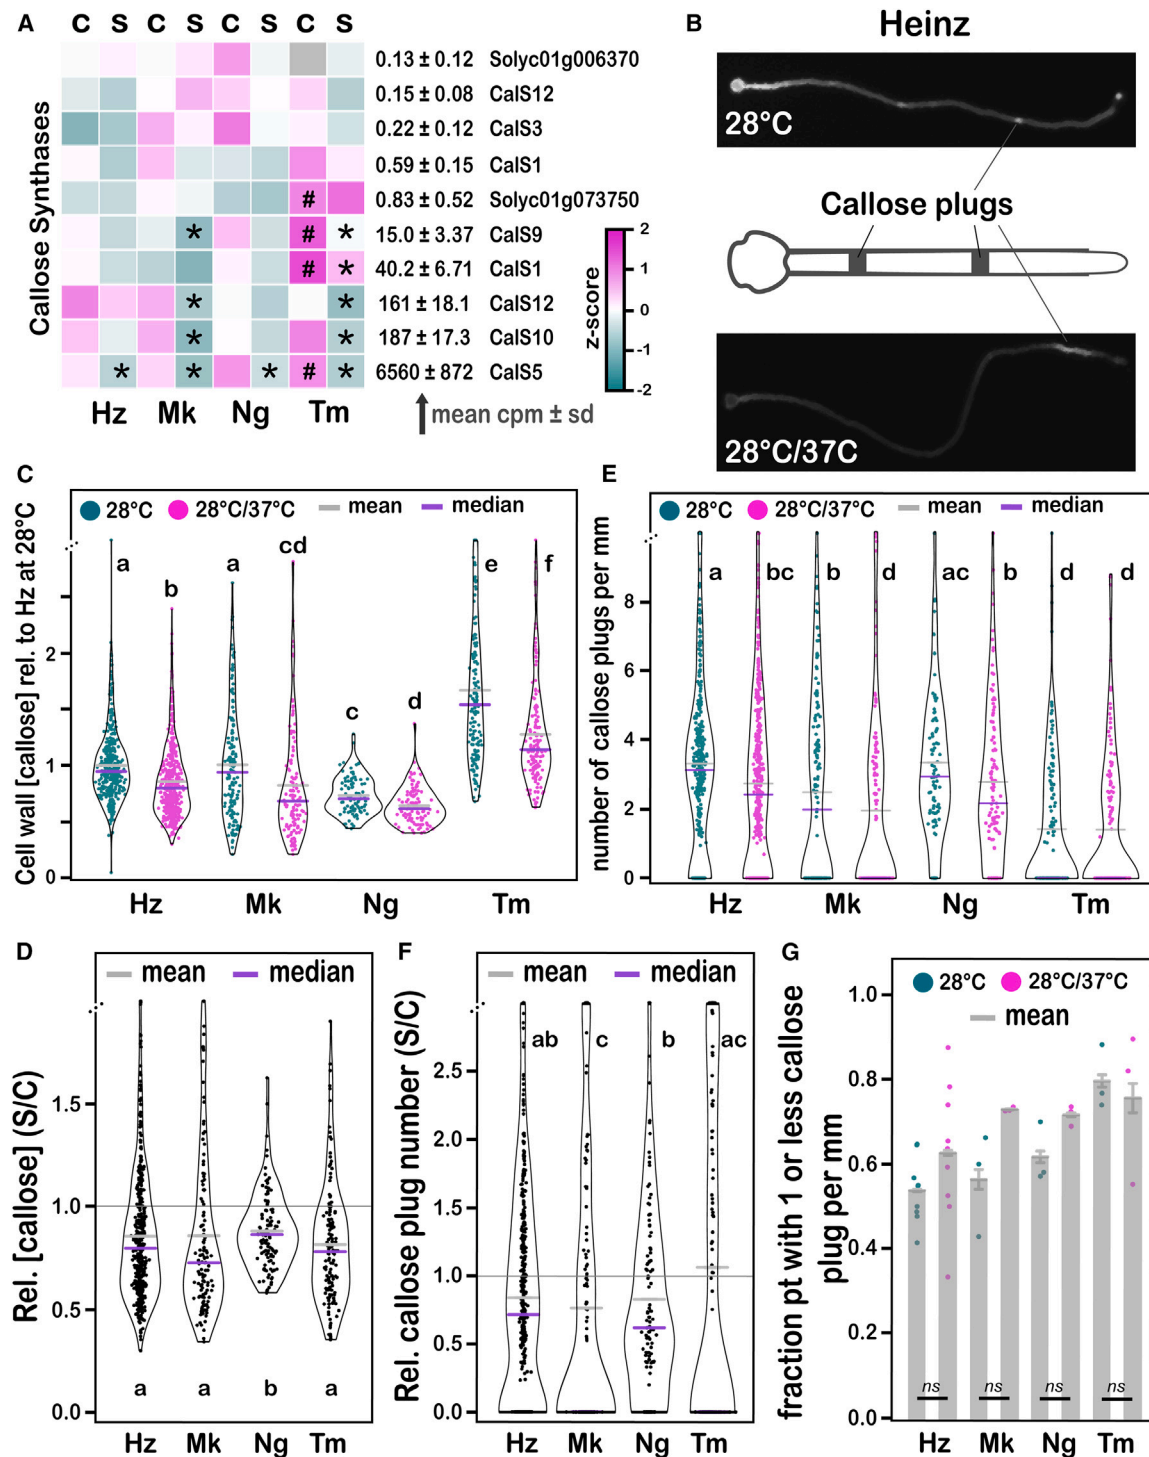 A
C S C S C S C S
Callose Synthases
0.13 ± 0.12 Solyc01g006370
0.15 ± 0.08 CalS12
0.22 ± 0.12 CalS3
0.59 ± 0.15 CalS1
# 0.83 ± 0.52 Solyc01g073750
* # * 15.0 ± 3.37 CalS9
# * 40.2 ± 6.71 CalS1
* * 161 ± 18.1 CalS12
* * 187 ± 17.3 CalS10
* * * # * 6560 ± 872 CalS5
Hz Mk Ng Tm
mean cpm ± sd
z-score
2
1
0
-1
-2
B
Heinz
28°C
Callose plugs
28°C/37C
C
28°C 28°C/37°C mean median
Cell wall [callose] rel. to Hz at 28°C
2
1
0
a b a cd c d e f
Hz Mk Ng Tm
E
28°C 28°C/37°C mean median
number of callose plugs per mm
8
6
4
2
0
a bc b d ac b d d
Hz Mk Ng Tm
D
mean median
Rel. [callose] (S/C)
1.5
1.0
0.5
0.0
a a b a
Hz Mk Ng Tm
F
mean median
Rel. callose plug number (S/C)
2.5
2.0
1.5
1.0
0.5
0.0
ab c b ac
Hz Mk Ng Tm
G
28°C 28°C/37°C
mean
fraction pt with 1 or less callose
plug per mm
1.0
0.8
0.6
0.4
0.2
0.0
ns ns ns ns
Hz Mk Ng Tm